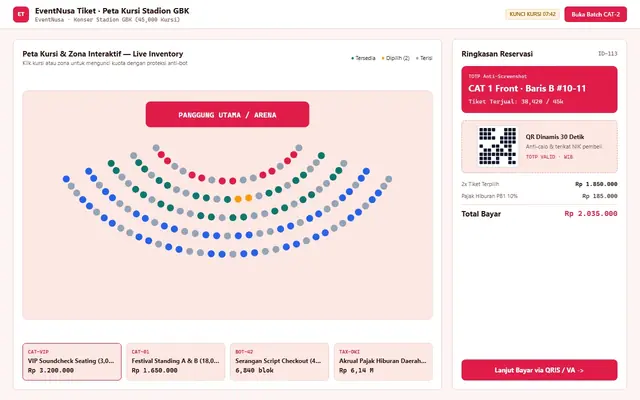 ET
EventNusa Tiket - Peta Kursi Stadion GBK
EventNusa · Konser Stadion GBK (45,000 Kursi)
KUNCI KURSI 07:42
Buka Batch CAT-2
Peta Kursi & Zona Interaktif — Live Inventory
Klik kursi atau zona untuk mengunci kuota dengan proteksi anti-bot
Tersedia
Dipilih (2)
Terisi
PANGGUNG UTAMA / ARENA
CAT-VIP
VIP Soundcheck Seating (3,0...
Rp 3.200.000
CAT-01
Festival Standing A & B (18,0...
Rp 1.650.000
BOT-42
Serangan Script Checkout (4...
6,840 blok
TAX-DKI
Akrual Pajak Hiburan Daerah...
Rp 6,14 M
Ringkasan Reservasi
ID-113
TOTP Anti-Screenshot
CAT 1 Front · Baris B #10-11
Tiket Terjual: 38,420 / 45k
QR Dinamis 30 Detik
Anti-calo & terikat NIK pembeli
TOTP VALID · WIB
2x Tiket Terpilih
Rp 1.850.000
Pajak Hiburan PB1 10%
Rp 185.000
Total Bayar
Rp 2.035.000
Lanjut Bayar via QRIS / VA ->